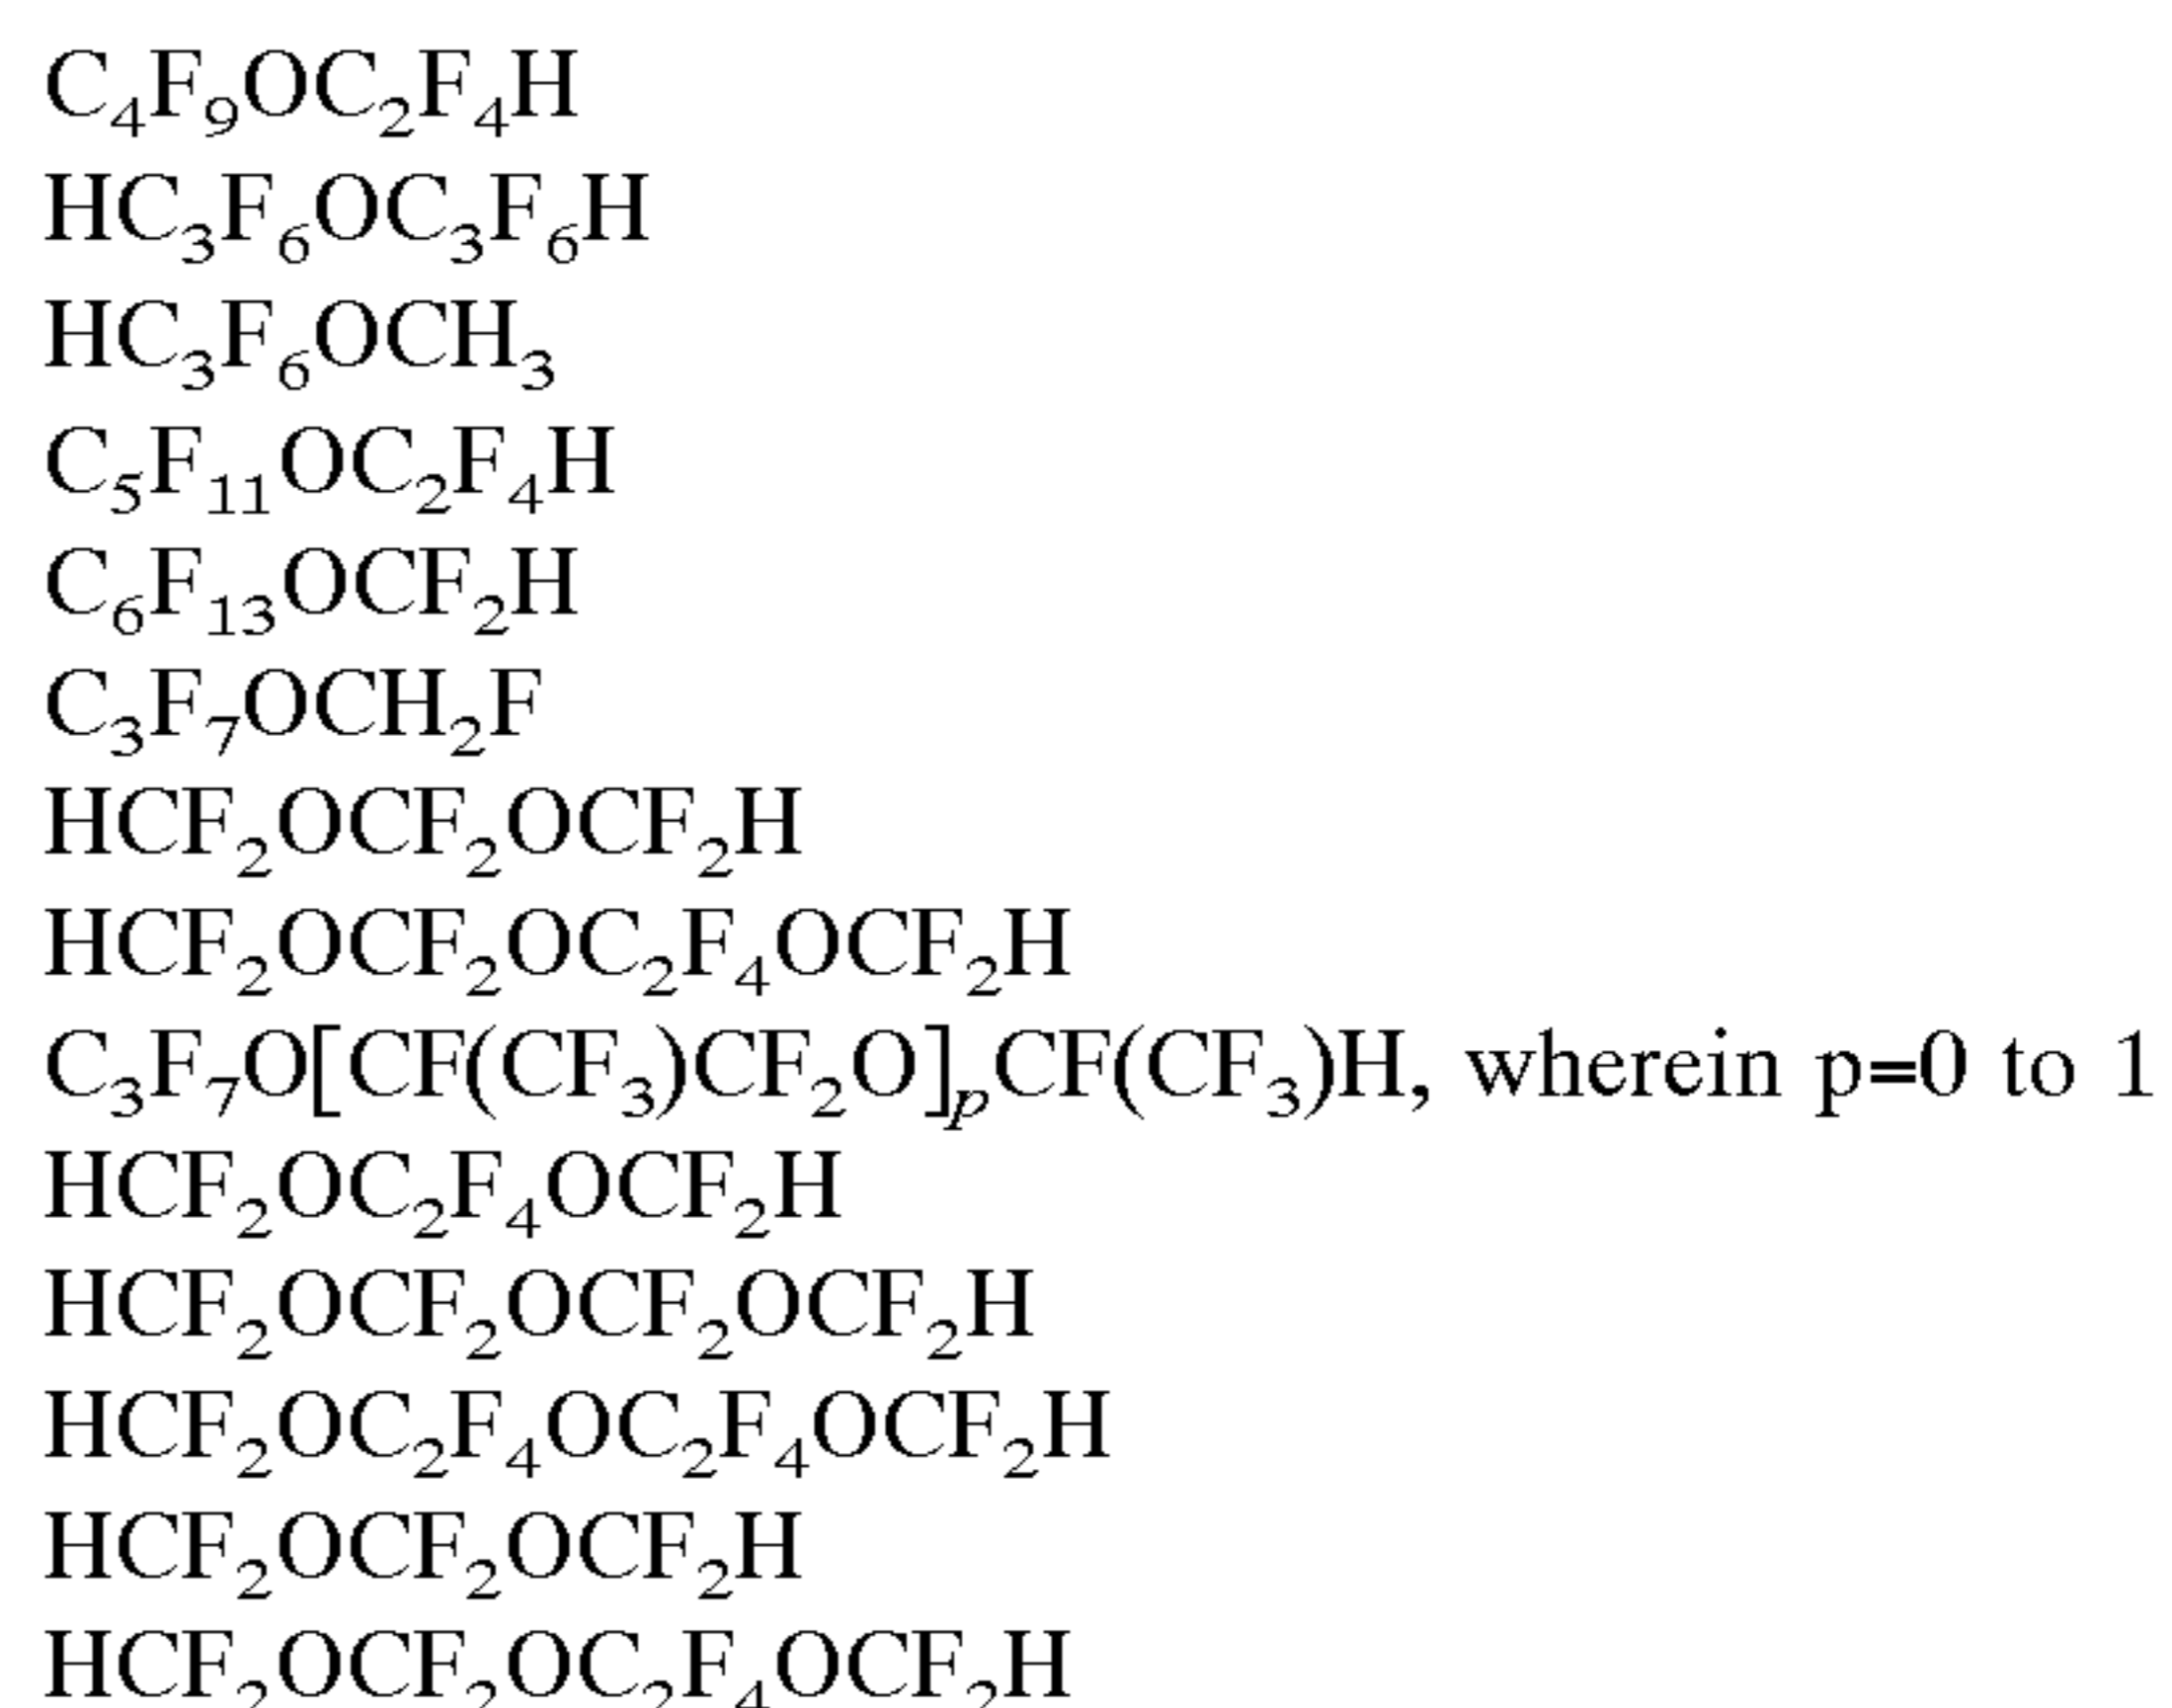 C₄F₉OC₂F₄H
HC₃F₆OC₃F₆H
HC₃F₆OCH₃
C₅F₁₁OC₂F₄H
C₆F₁₃OCF₂H
C₃F₇OCH₂F
HCF₂OCF₂OCF₂H
HCF₂OCF₂OC₂F₄OCF₂H
C₃F₇O[CF(CF₃)CF₂O]ₚCF(CF₃)H, wherein p=0 to 1
HCF₂OC₂F₄OCF₂H
HCF₂OCF₂OCF₂OCF₂H
HCF₂OC₂F₄OC₂F₄OCF₂H
HCF₂OCF₂OCF₂H
HCF₂OCF₂OC₂F₄OCF₂H